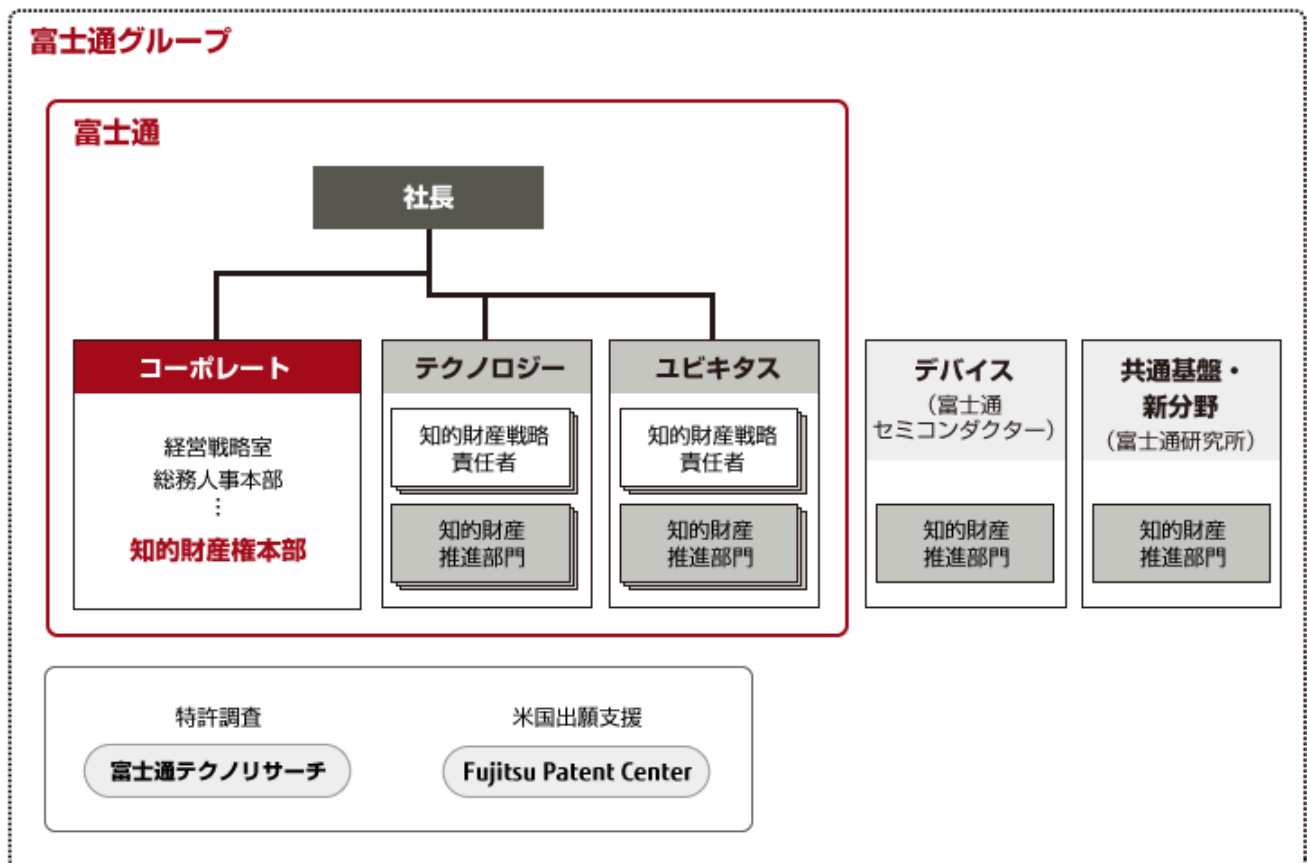 富士通グループ
富士通
社長
コーポレート
経営戦略室
総務人事本部
⋮
知的財産権本部
テクノロジー
知的財産戦略
責任者
知的財産
推進部門
ユビキタス
知的財産戦略
責任者
知的財産
推進部門
デバイス
（富士通
セミコンダクター）
知的財産
推進部門
共通基盤・
新分野
（富士通研究所）
知的財産
推進部門
特許調査
富士通テクノリサーチ
米国出願支援
Fujitsu Patent Center